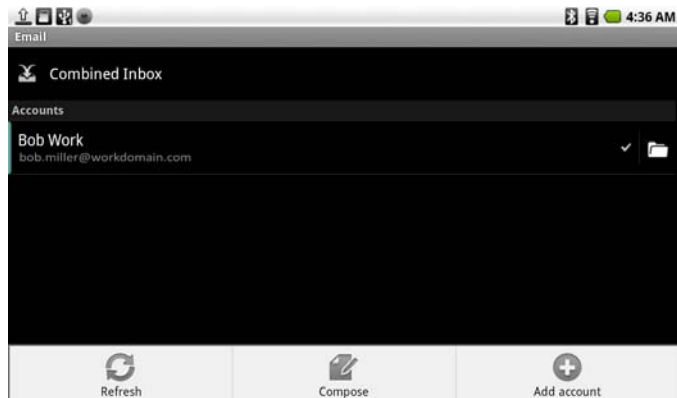 4:36 AM
Email
Combined Inbox
Accounts
Bob Work
bob.miller@workdomain.com
Refresh Compose Add account